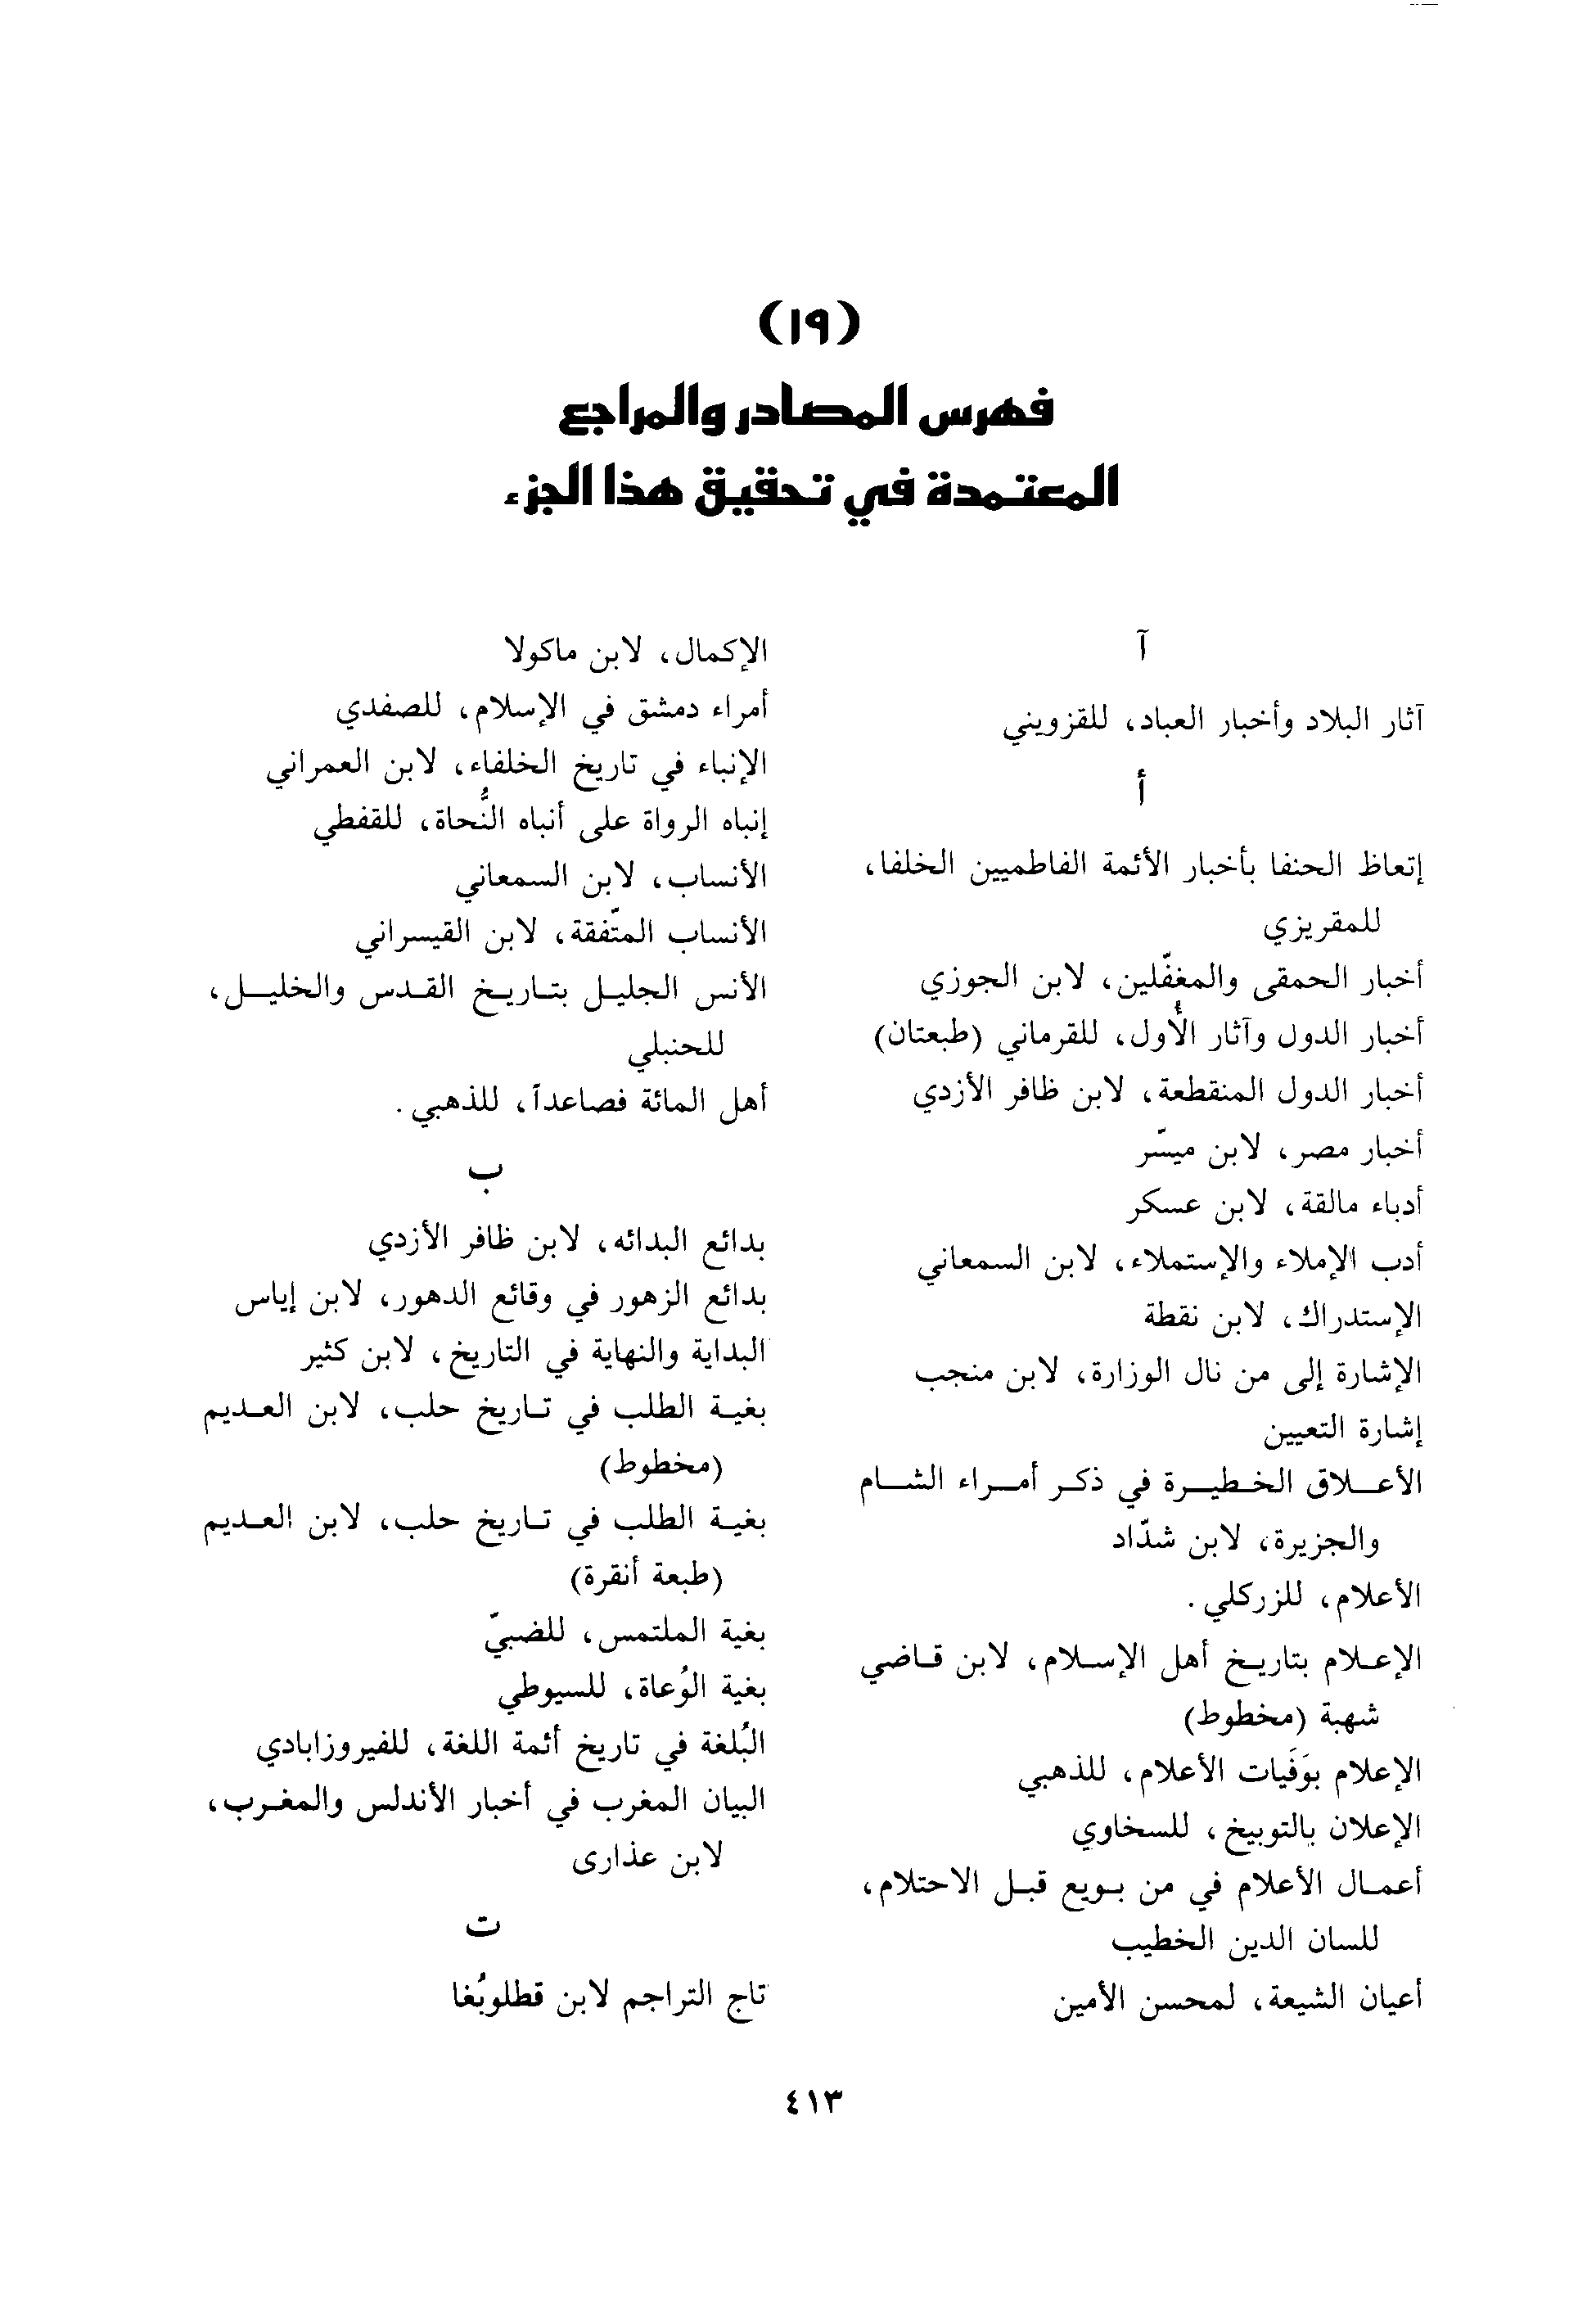 (١٩)
فهرس المصادر والمراجع
المعتمدة في تحقيق هذا الجزء
آ
آثار البلاد وأخبار العباد، للقزويني
أ
إتعاظ الحنفا بأخبار الأئمة الفاطميين الخلفا،
للمقريزي
أخبار الحمقى والمغفّلين، لابن الجوزي
أخبار الدول وآثار الأُول، للقرماني (طبعتان)
أخبار الدول المنقطعة، لابن ظافر الأزدي
أخبار مصر، لابن ميسّر
أدباء مالقة، لابن عسكر
أدب الإملاء والإستملاء، لابن السمعاني
الإستدراك، لابن نقطة
الإشارة إلى من نال الوزارة، لابن منجب
إشارة التعيين
الأعلاق الخطيرة في ذكر أمراء الشام
والجزيرة، لابن شدّاد
الأعلام، للزركلي.
الإعلام بتاريخ أهل الإسلام، لابن قاضي
شهبة (مخطوط)
الإعلام بوَفَيات الأعلام، للذهبي
الإعلان بالتوبيخ، للسخاوي
أعمال الأعلام في من بويع قبل الاحتلام،
للسان الدين الخطيب
أعيان الشيعة، لمحسن الأمين
الإكمال، لابن ماكولا
أمراء دمشق في الإسلام، للصفدي
الإنباء في تاريخ الخلفاء، لابن العمراني
إنباه الرواة على أنباه النُّحاة، للقفطي
الأنساب، لابن السمعاني
الأنساب المتّفقة، لابن القيسراني
الأنس الجليل بتاريخ القدس والخليل،
للحنبلي
أهل المائة فصاعداً، للذهبي.
ب
بدائع البدائه، لابن ظافر الأزدي
بدائع الزهور في وقائع الدهور، لابن إياس
البداية والنهاية في التاريخ، لابن كثير
بغية الطلب في تاريخ حلب، لابن العديم
(مخطوط)
بغية الطلب في تاريخ حلب، لابن العديم
(طبعة أنقرة)
بغية الملتمس، للضبيّ
بغية الوُعاة، للسيوطي
البُلغة في تاريخ أئمة اللغة، للفيروزابادي
البيان المغرب في أخبار الأندلس والمغرب،
لابن عذارى
ت
تاج التراجم لابن قطلوبُغا
٤١٣